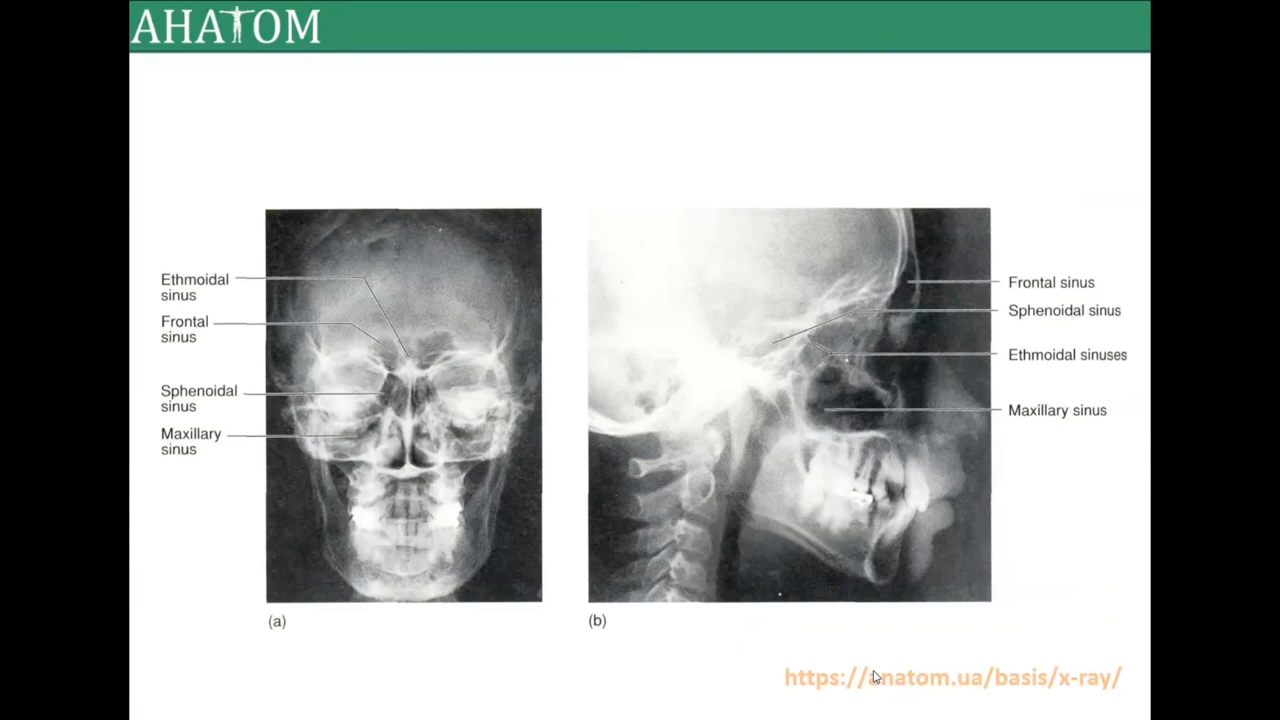 АНАТОМ
Ethmoidal
sinus
Frontal
sinus
Sphenoidal
sinus
Maxillary
sinus
(a)
Frontal sinus
Sphenoidal sinus
Ethmoidal sinuses
Maxillary sinus
(b)
https://anatom.ua/basis/x-ray/